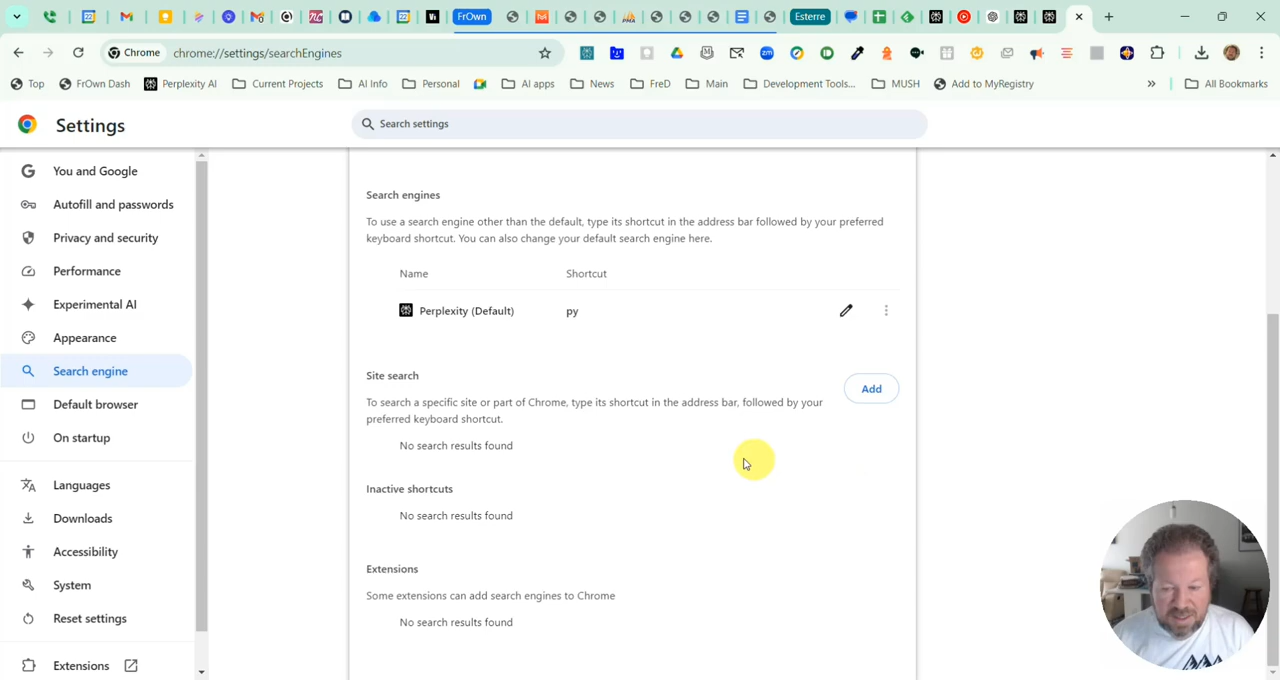 FrOwn
Esterre
Chrome
chrome://settings/searchEngines
Top
FrOwn Dash
Perplexity AI
Current Projects
AI Info
Personal
AI apps
News
FreD
Main
Development Tools...
MUSH
Add to MyRegistry
»
All Bookmarks
Settings
Search settings
You and Google
Autofill and passwords
Privacy and security
Performance
Experimental AI
Appearance
Search engine
Default browser
On startup
Languages
Downloads
Accessibility
System
Reset settings
Extensions
Search engines
To use a search engine other than the default, type its shortcut in the address bar followed by your preferred
keyboard shortcut. You can also change your default search engine here.
Name Shortcut
Perplexity (Default) py
Site search
Add
To search a specific site or part of Chrome, type its shortcut in the address bar, followed by your
preferred keyboard shortcut.
No search results found
Inactive shortcuts
No search results found
Extensions
Some extensions can add search engines to Chrome
No search results found